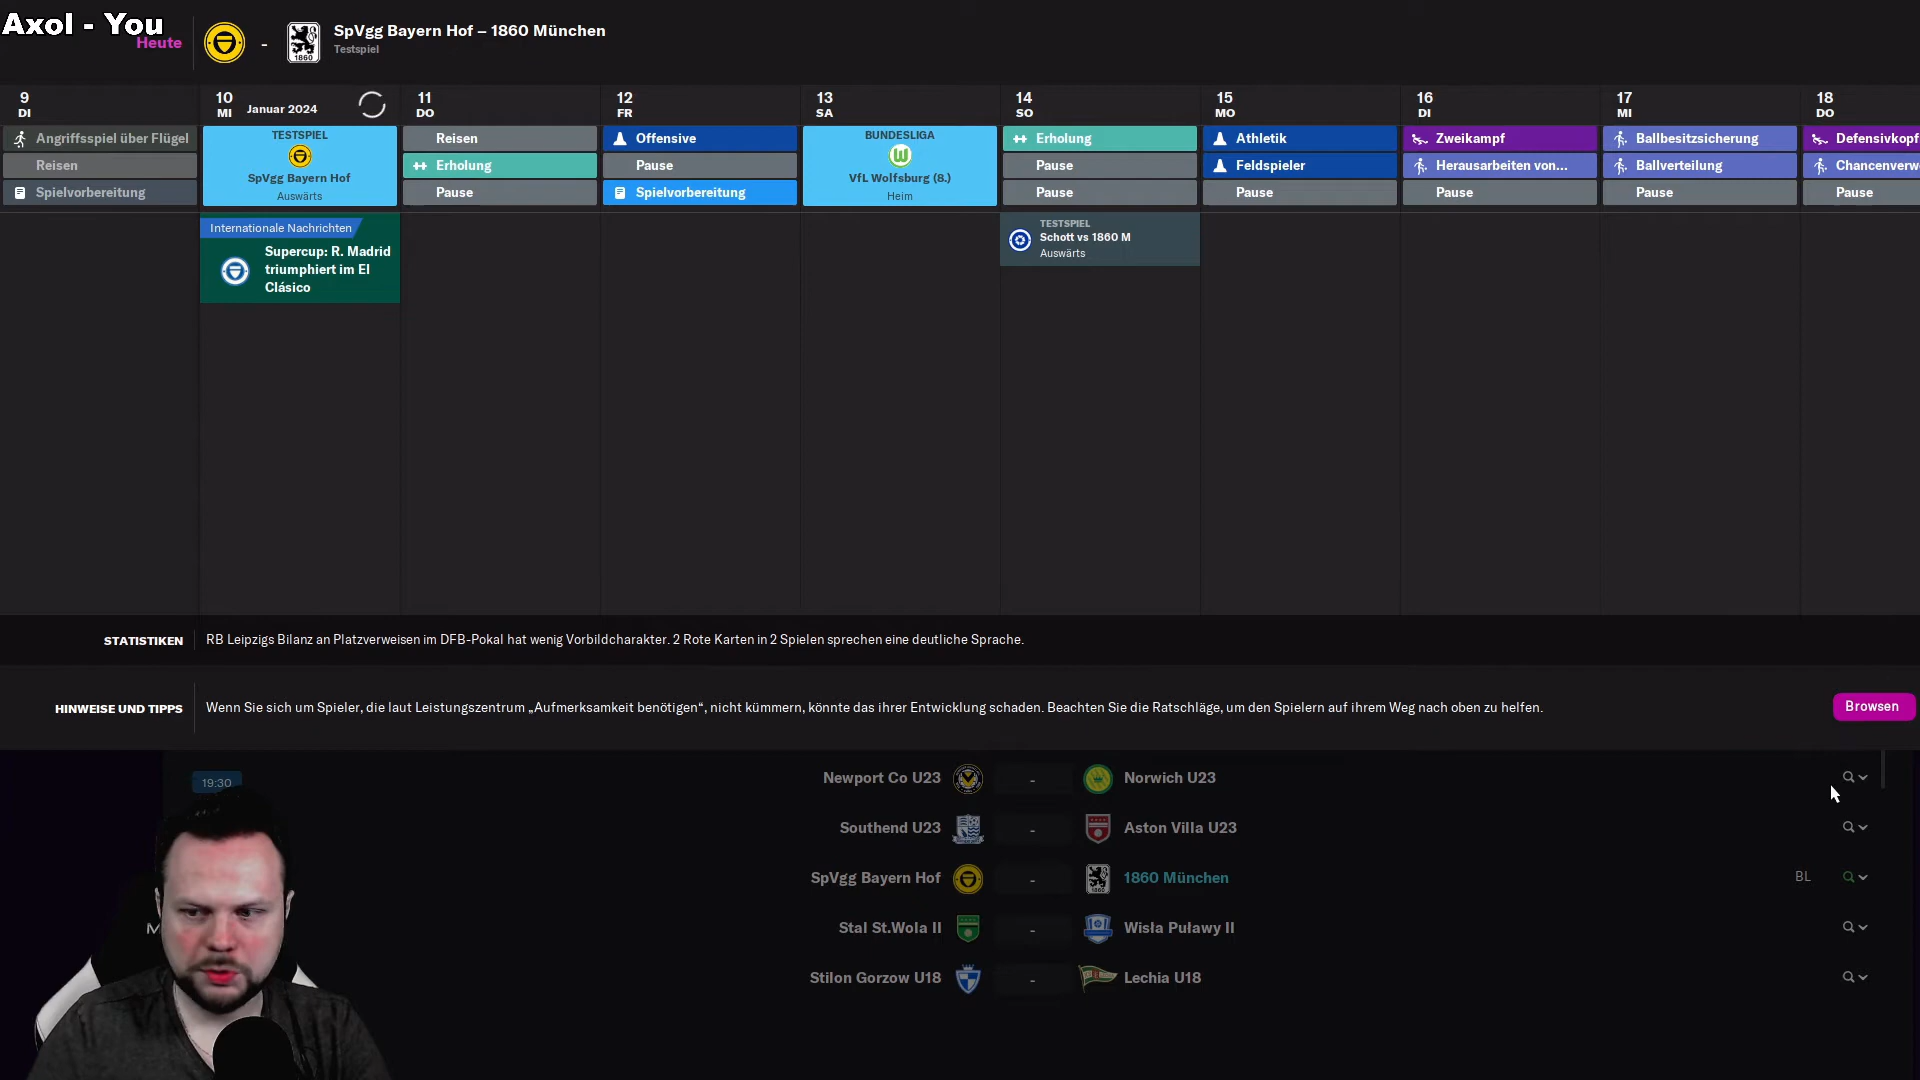 Axol - You
Heute
-
SpVgg Bayern Hof – 1860 München
Testspiel
9
DI
10
MI
Januar 2024
11
DO
12
FR
13
SA
14
SO
15
MO
16
DI
17
MI
18
DO
Angriffsspiel über Flügel
Reisen
Spielvorbereitung
TESTSPIEL
SpVgg Bayern Hof
Auswärts
Reisen
Erholung
Pause
Offensive
Pause
Spielvorbereitung
BUNDESLIGA
VfL Wolfsburg (8.)
Heim
Erholung
Pause
Pause
Athletik
Feldspieler
Pause
Zweikampf
Herausarbeiten von...
Pause
Ballbesitzsicherung
Ballverteilung
Pause
Defensivkopf
Chancenverw
Pause
Internationale Nachrichten
Supercup: R. Madrid
triumphiert im El
Clásico
TESTSPIEL
Schott vs 1860 M
Auswärts
STATISTIKEN
RB Leipzigs Bilanz an Platzverweisen im DFB-Pokal hat wenig Vorbildcharakter. 2 Rote Karten in 2 Spielen sprechen eine deutliche Sprache.
HINWEISE UND TIPPS
Wenn Sie sich um Spieler, die laut Leistungszentrum „Aufmerksamkeit benötigen“, nicht kümmern, könnte das ihrer Entwicklung schaden. Beachten Sie die Ratschläge, um den Spielern auf ihrem Weg nach oben zu helfen.
Browsen
19:30
Newport Co U23 - Norwich U23
Southend U23 - Aston Villa U23
SpVgg Bayern Hof - 1860 München BL
Stal St.Wola II - Wisla Puławy II
Stilon Gorzow U18 - Lechia U18